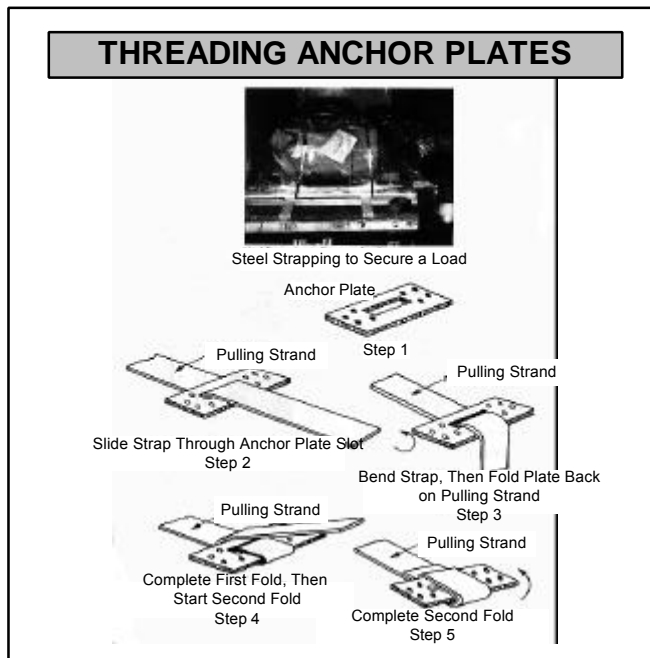 THREADING ANCHOR PLATES
Steel Strapping to Secure a Load
Anchor Plate
Step 1
Pulling Strand
Slide Strap Through Anchor Plate Slot
Step 2
Pulling Strand
Bend Strap, Then Fold Plate Back
on Pulling Strand
Step 3
Pulling Strand
Complete First Fold, Then
Start Second Fold
Step 4
Pulling Strand
Complete Second Fold
Step 5